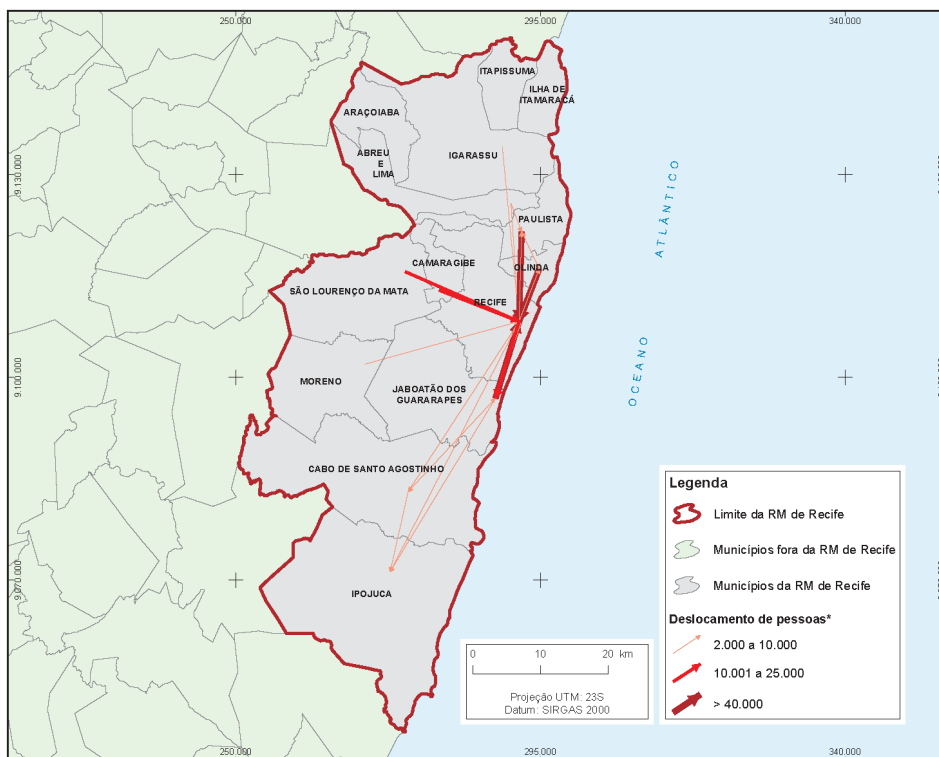 250.000
295.000
340.000
ITAPISSUMA
ILHA DE
ITAMARACÁ
ARAÇOIABA
ABREU
E
LIMA
IGARASSU
9.130.000
PAULISTA
ATLÂNTICO
CAMARAGIBE
OLINDA
SÃO LOURENÇO DA MATA
RECIFE
9.100.000
MORENO
JABOATÃO DOS
GUARARAPES
OCEANO
CABO DE SANTO AGOSTINHO
9.070.000
IPOJUCA
Legenda
Limite da RM de Recife
Municípios fora da RM de Recife
Municípios da RM de Recife
Deslocamento de pessoas*
2.000 a 10.000
10.001 a 25.000
> 40.000
0 10 20 km
Projeção UTM: 23S
Datum: SIRGAS 2000
250.000
295.000
340.000